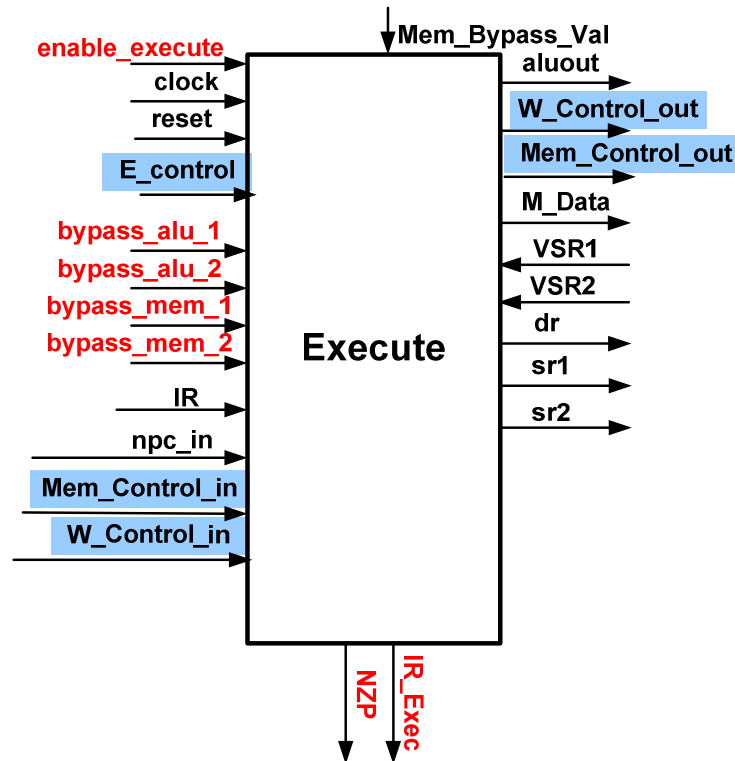 Mem_Bypass_Val
enable_execute
clock
reset
E_control
bypass_alu_1
bypass_alu_2
bypass_mem_1
bypass_mem_2
IR
npc_in
Mem_Control_in
W_Control_in
Execute
aluout
W_Control_out
Mem_Control_out
M_Data
VSR1
VSR2
dr
sr1
sr2
NZP
IR_Exec